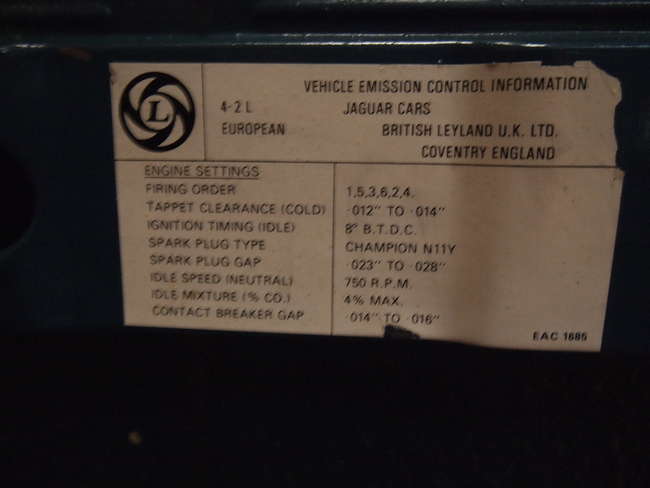 L
VEHICLE EMISSION CONTROL INFORMATION
4·2 L JAGUAR CARS
EUROPEAN BRITISH LEYLAND U.K. LTD.
COVENTRY ENGLAND
ENGINE SETTINGS
FIRING ORDER 1,5,3,6,2,4.
TAPPET CLEARANCE (COLD) ·012" TO ·014"
IGNITION TIMING (IDLE) 8° B.T.D.C.
SPARK PLUG TYPE CHAMPION N11Y
SPARK PLUG GAP ·023" TO ·028"
IDLE SPEED (NEUTRAL) 750 R.P.M.
IDLE MIXTURE (% CO.) 4% MAX.
CONTACT BREAKER GAP ·014" TO ·016"
EAC 1685